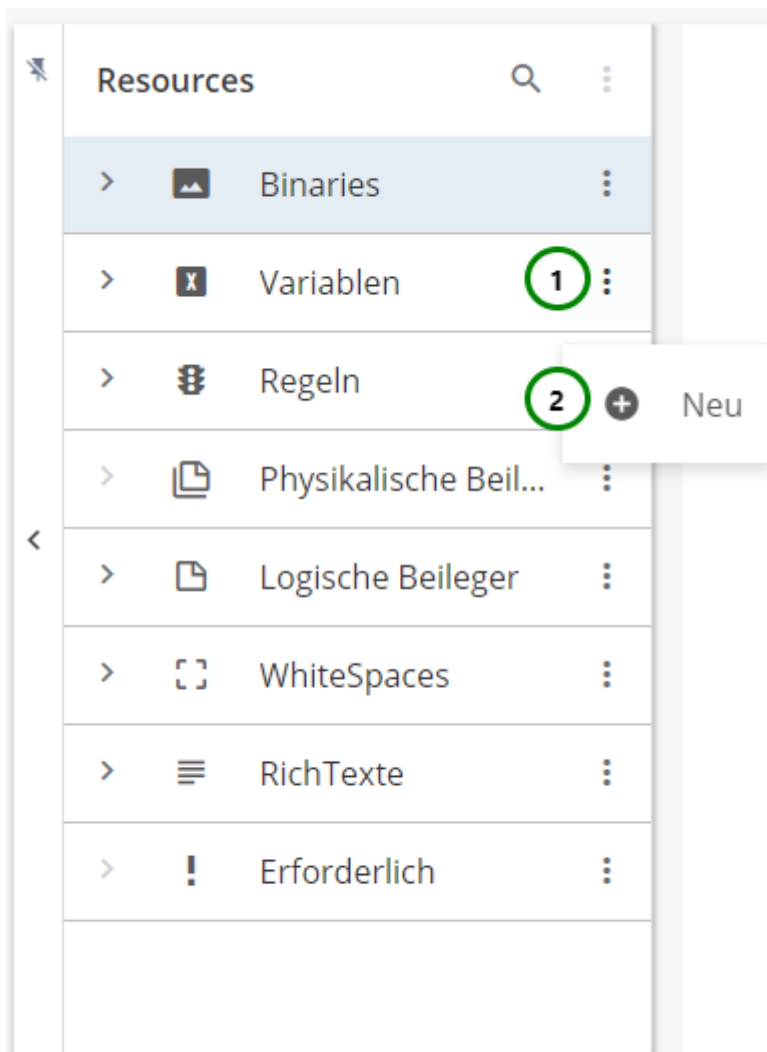 Resources
Binaries
Variablen
1
Regeln
2
Neu
Physikalische Beil...
Logische Beileger
WhiteSpaces
RichTexte
Erforderlich